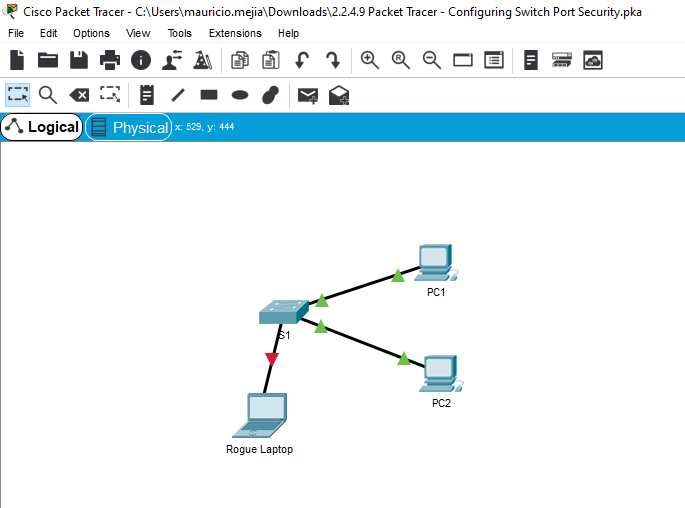 Cisco Packet Tracer - C:\Users\mauricio.mejia\Downloads\2.2.4.9 Packet Tracer - Configuring Switch Port Security.pka
File Edit Options View Tools Extensions Help
Logical Physical x: 529, y: 444
PC1
S1
PC2
Rogue Laptop